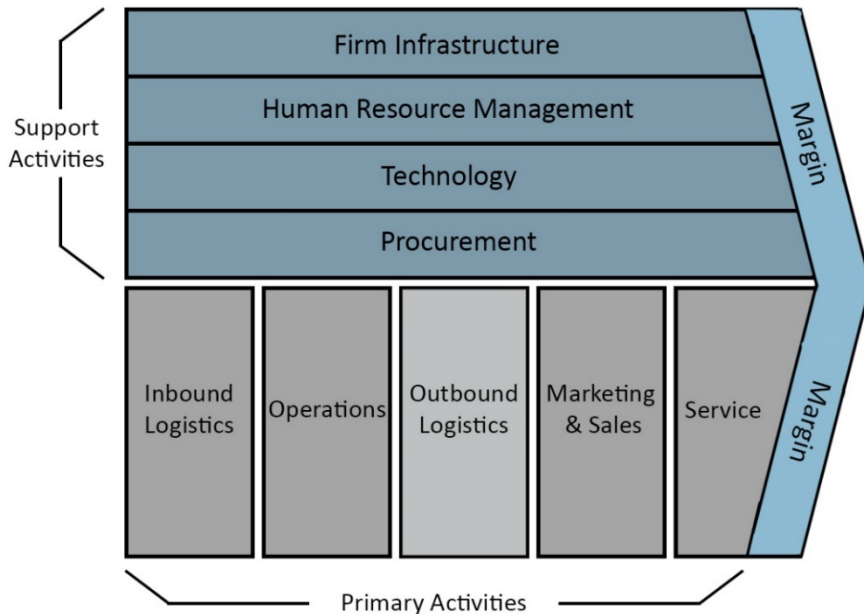 Firm Infrastructure
Human Resource Management
Technology
Procurement
Support
Activities
Margin
Inbound
Logistics
Operations
Outbound
Logistics
Marketing
& Sales
Service
Margin
Primary Activities